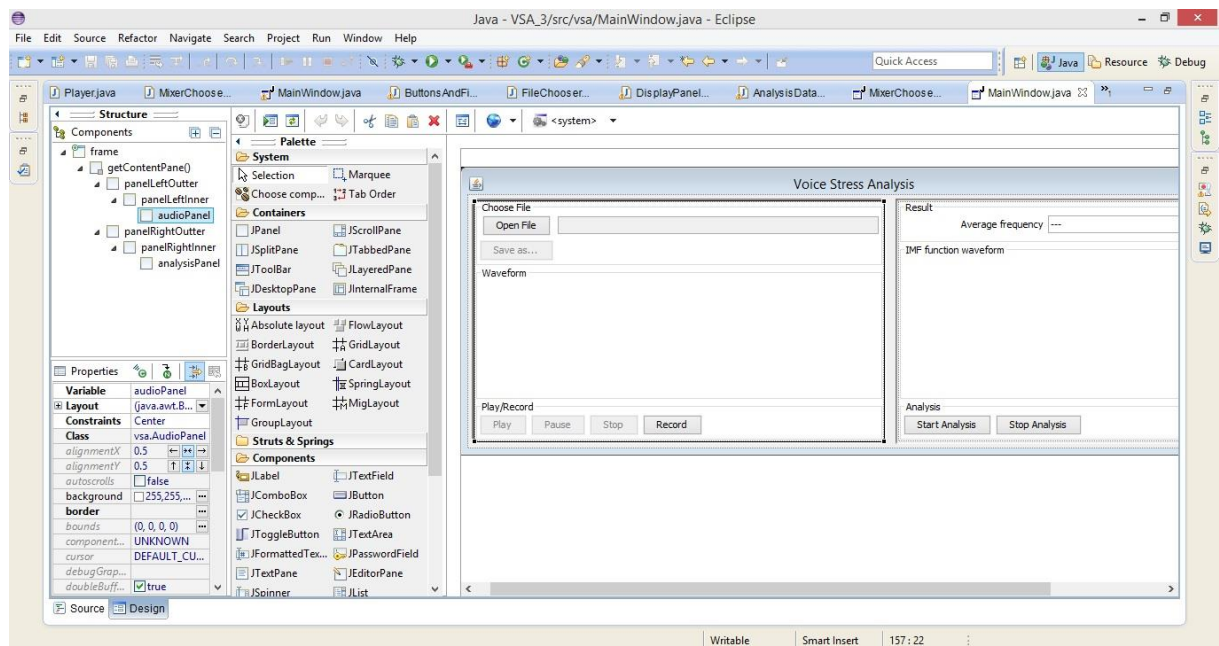 Java - VSA_3/src/vsa/MainWindow.java - Eclipse
File Edit Source Refactor Navigate Search Project Run Window Help
Quick Access Java Resource Debug
Player.java MixerChoose... MainWindow.java ButtonsAndFi... FileChooser... DisplayPanel... AnalysisData... MixerChoose... MainWindow.java »1
Structure
Components
frame
getContentPane()
panelLeftOutter
panelLeftInner
audioPanel
panelRightOutter
panelRightInner
analysisPanel
Properties
Variable audioPanel
Layout (java.awt.B...
Constraints Center
Class vsa.AudioPanel
alignmentX 0.5
alignmentY 0.5
autoscrolls false
background 255,255,... ...
border ...
bounds (0, 0, 0, 0) ...
component... UNKNOWN
cursor DEFAULT_CU...
debugGrap...
doubleBuff... true
Source Design
<system>
Palette
System
Selection Marquee
Choose comp... Tab Order
Containers
JPanel JScrollPane
JSplitPane JTabbedPane
JToolBar JLayeredPane
JDesktopPane JInternalFrame
Layouts
Absolute layout FlowLayout
BorderLayout GridLayout
GridBagLayout CardLayout
BoxLayout SpringLayout
FormLayout MigLayout
GroupLayout
Struts & Springs
Components
JLabel JTextField
JComboBox JButton
JCheckBox JRadioButton
JToggleButton JTextArea
JFormattedTex... JPasswordField
JTextPane JEditorPane
JSpinner JList
Voice Stress Analysis
Choose File
Open File
Save as...
Waveform
Play/Record
Play Pause Stop Record
Result
Average frequency ---
IMF function waveform
Analysis
Start Analysis Stop Analysis
Writable Smart Insert 157 : 22